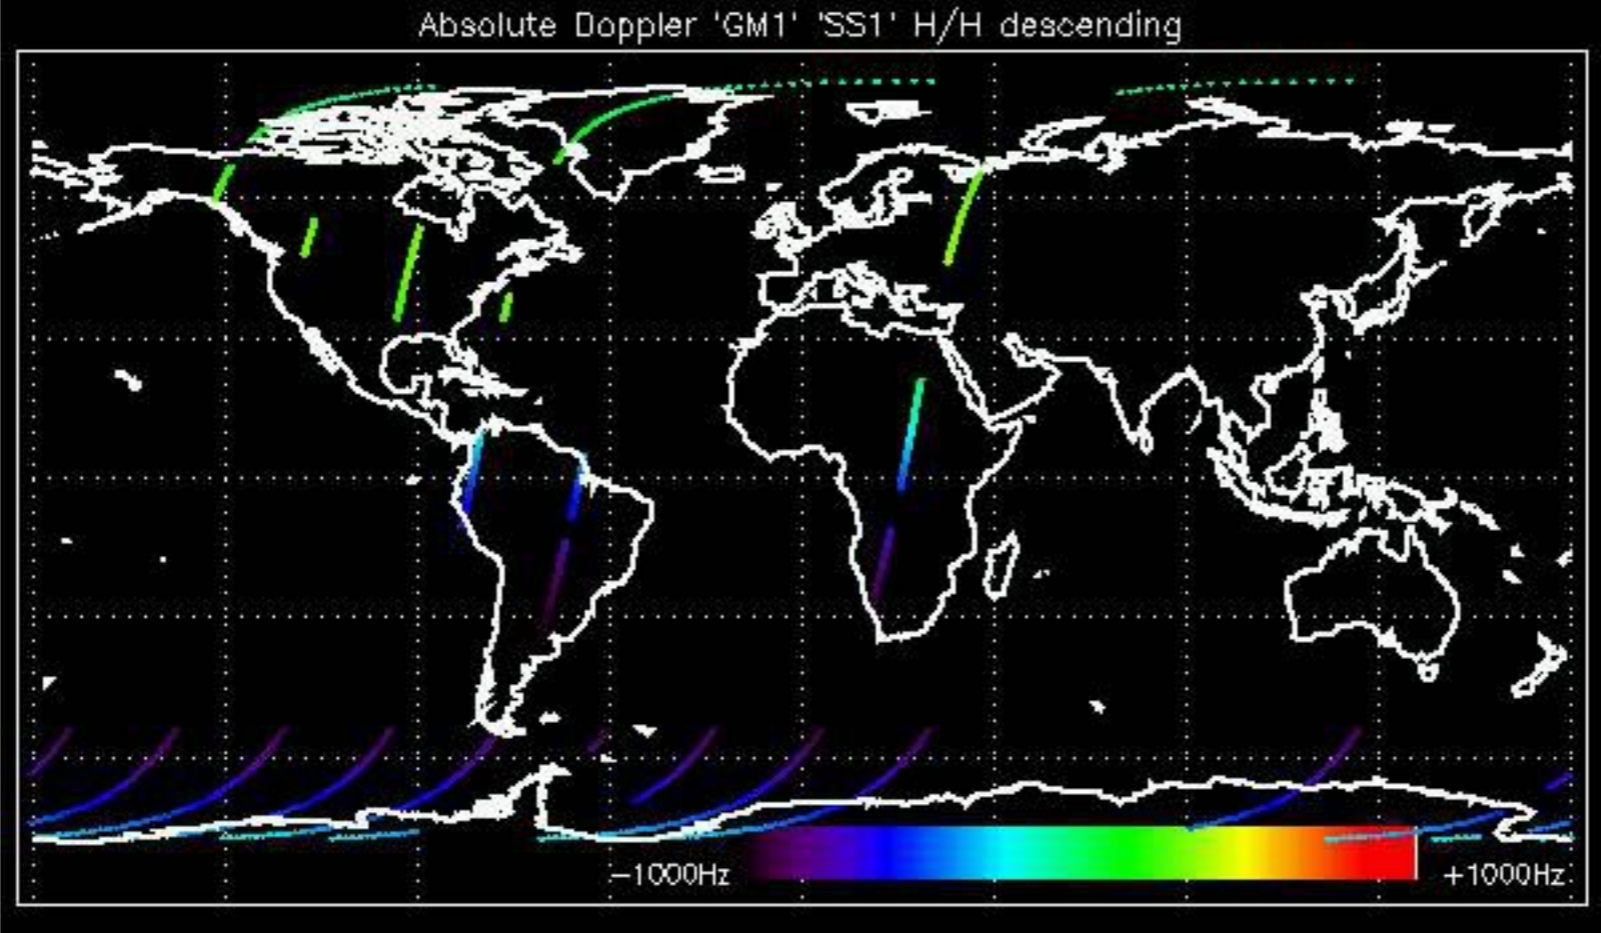 Absolute Doppler 'GM1' 'SS1' H/H descending
−1000Hz +1000Hz